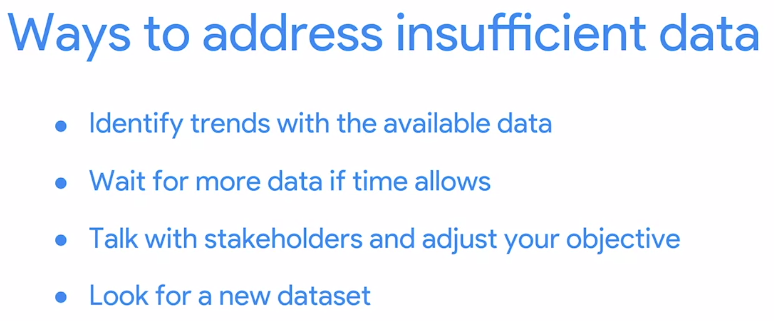 Ways to address insufficient data
● Identify trends with the available data
● Wait for more data if time allows
● Talk with stakeholders and adjust your objective
● Look for a new dataset